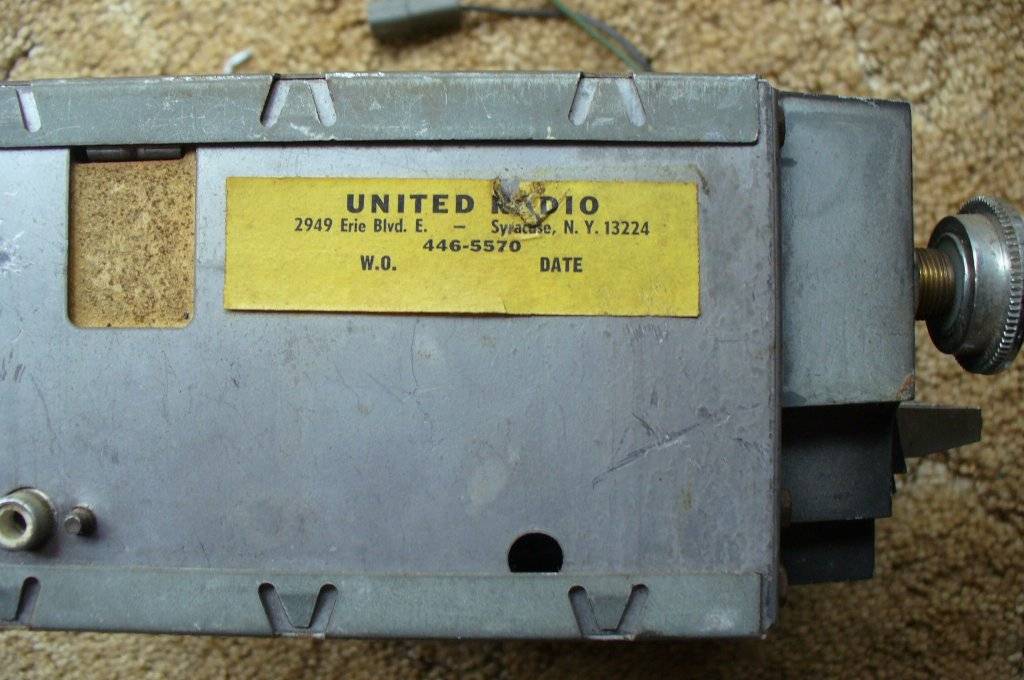 UNITED RADIO
2949 Erie Blvd. E. — Syracuse, N. Y. 13224
446-5570
W.O. DATE